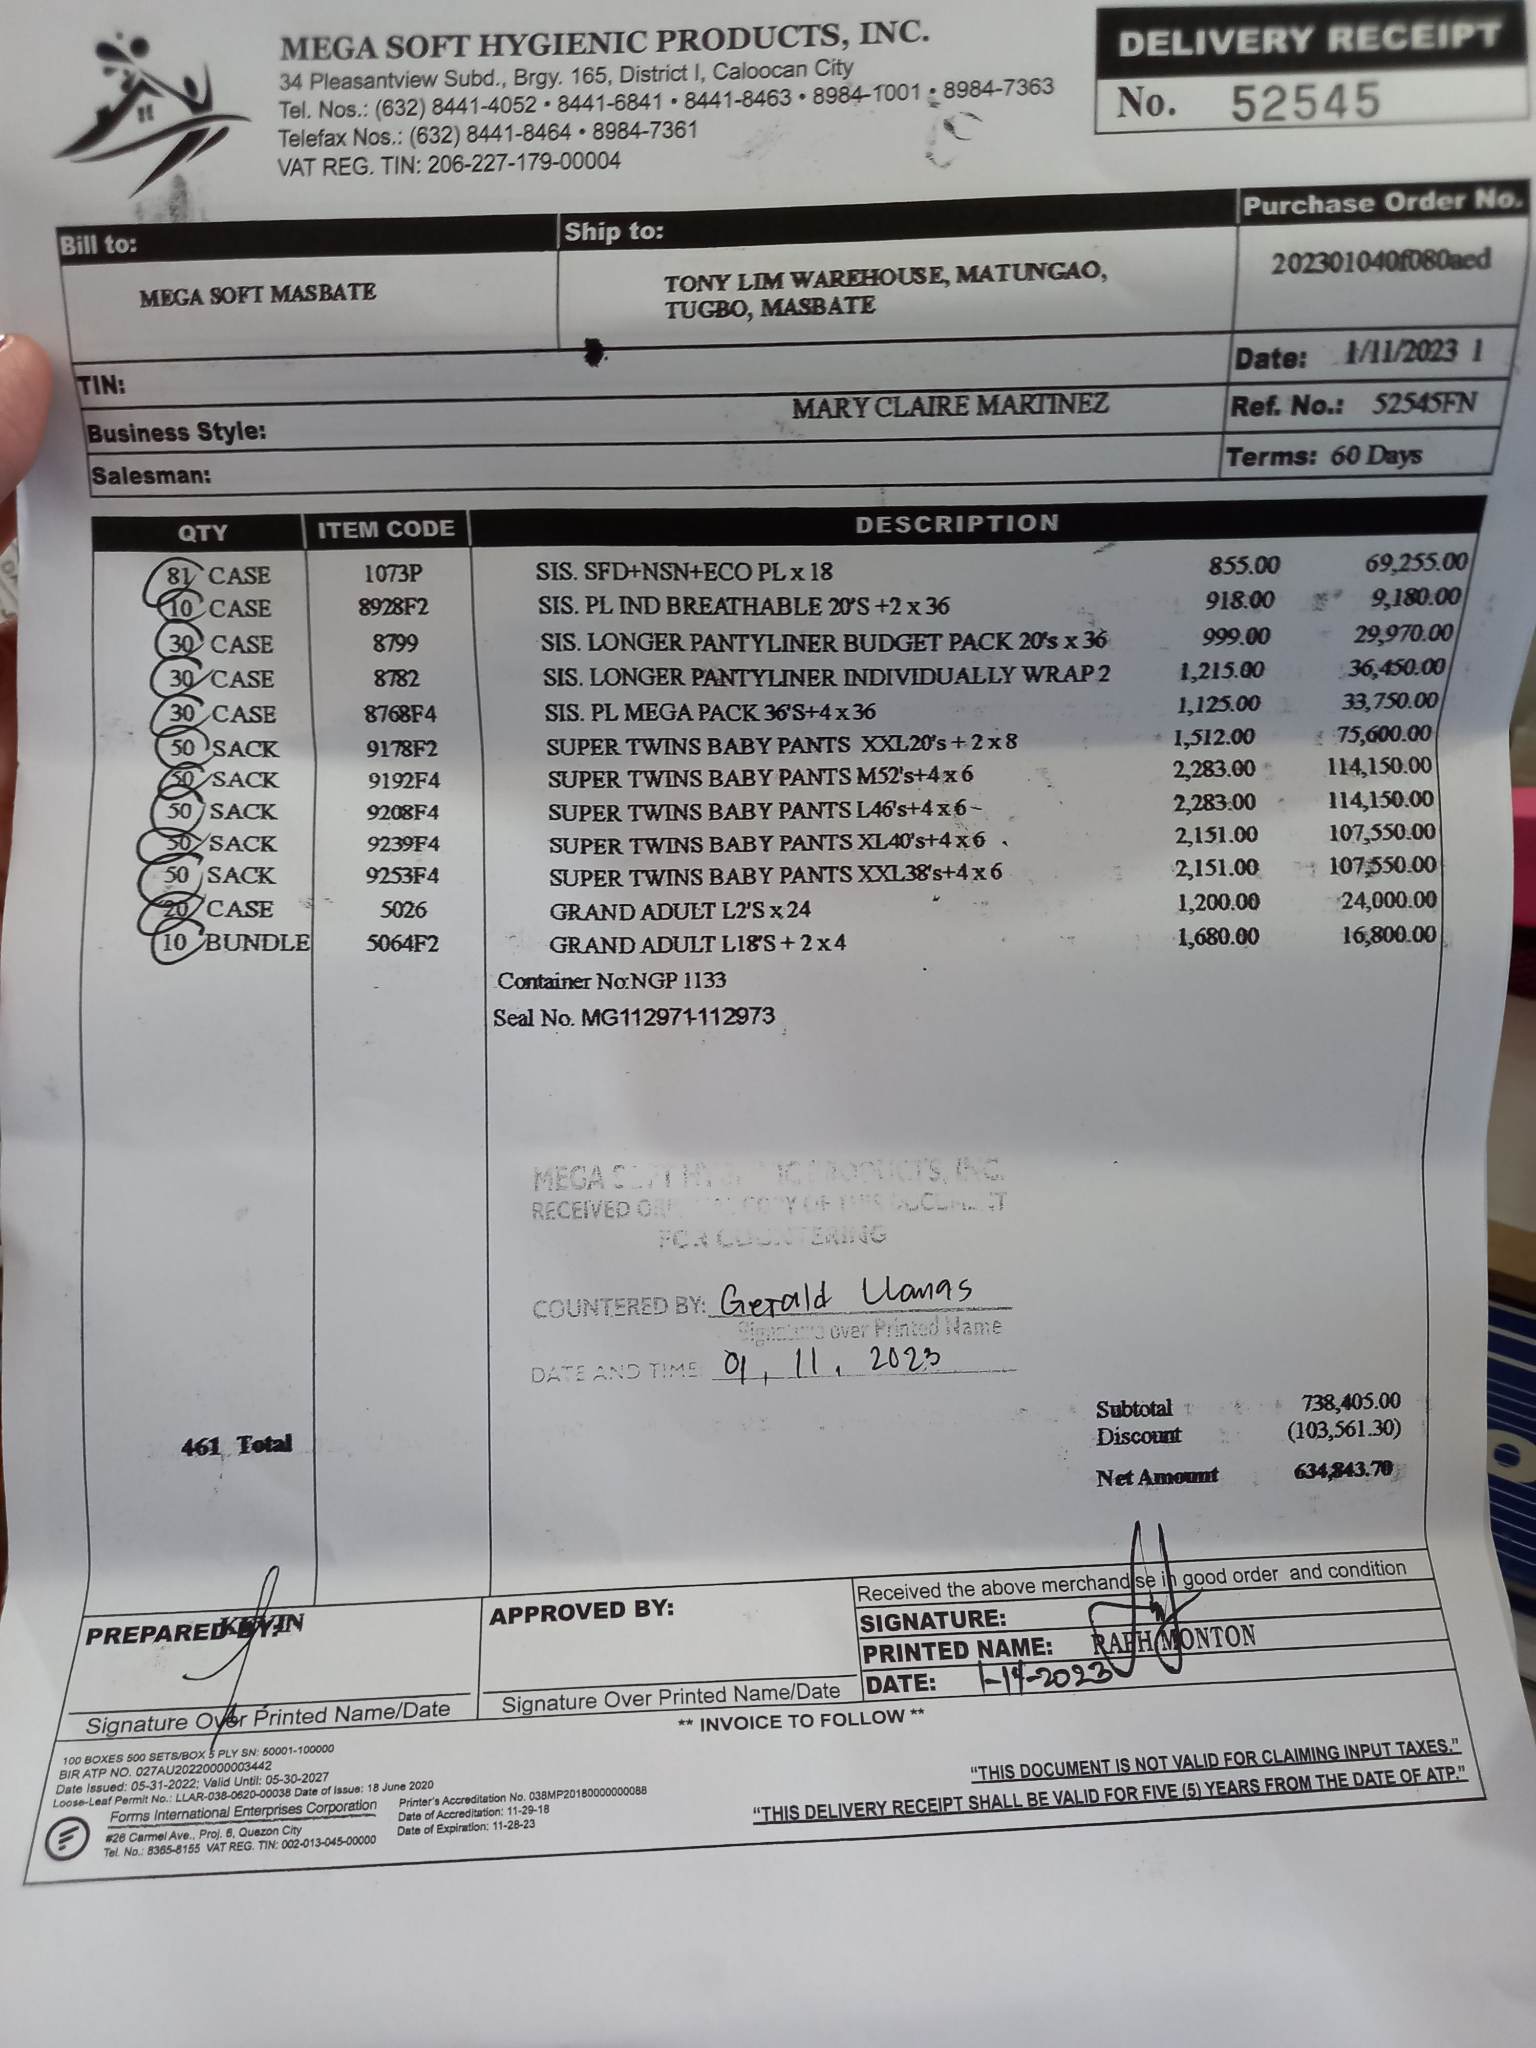 MEGA SOFT HYGIENIC PRODUCTS, INC.
34 Pleasantview Subd., Brgy. 165, District I, Caloocan City
Tel. Nos.: (632) 8441-4052 • 8441-6841 • 8441-8463 • 8984-1001 • 8984-7363
Telefax Nos.: (632) 8441-8464 • 8984-7361
VAT REG. TIN: 206-227-179-00004
DELIVERY RECEIPT
No. 52545
Bill to: Ship to: Purchase Order No.
MEGA SOFT MASBATE
TONY LIM WAREHOUSE, MATUNGAO,
TUGBO, MASBATE
202301040f080aed
TIN:
Date: 1/11/2023 1
Business Style: MARY CLAIRE MARTINEZ
Ref. No.: 52545FN
Salesman:
Terms: 60 Days
QTY ITEM CODE DESCRIPTION
81 CASE 1073P SIS. SFD+NSN+ECO PL x 18 855.00 69,255.00
10 CASE 8928F2 SIS. PL IND BREATHABLE 20'S +2 x 36 918.00 9,180.00
30 CASE 8799 SIS. LONGER PANTYLINER BUDGET PACK 20's x 36 999.00 29,970.00
30 CASE 8782 SIS. LONGER PANTYLINER INDIVIDUALLY WRAP 2 1,215.00 36,450.00
30 CASE 8768F4 SIS. PL MEGA PACK 36'S+4 x 36 1,125.00 33,750.00
50 SACK 9178F2 SUPER TWINS BABY PANTS XXL20's + 2 x 8 1,512.00 75,600.00
50 SACK 9192F4 SUPER TWINS BABY PANTS M52's+4 x 6 2,283.00 114,150.00
50 SACK 9208F4 SUPER TWINS BABY PANTS L46's+4 x 6 2,283.00 114,150.00
50 SACK 9239F4 SUPER TWINS BABY PANTS XL40's+4 x 6 2,151.00 107,550.00
50 SACK 9253F4 SUPER TWINS BABY PANTS XXL38's+4 x 6 2,151.00 107,550.00
20 CASE 5026 GRAND ADULT L2'S x 24 1,200.00 24,000.00
10 BUNDLE 5064F2 GRAND ADULT L18'S + 2 x 4 1,680.00 16,800.00
Container No:NGP 1133
Seal No. MG112971-112973
MEGA SOFT HYGIENIC PRODUCTS, INC.
RECEIVED ORIGINAL COPY OF THIS DOCUMENT
FOR COUNTERING
COUNTERED BY: Gerald Llanas
Signature over Printed Name
DATE AND TIME: 01, 11, 2023
Subtotal 738,405.00
Discount (103,561.30)
461 Total
Net Amount 634,843.70
Received the above merchandise in good order and condition
PREPARED BY: KEVIN
APPROVED BY:
SIGNATURE:
PRINTED NAME: RAPH MONTON
DATE: 1-14-2023
Signature Over Printed Name/Date
Signature Over Printed Name/Date
** INVOICE TO FOLLOW **
100 BOXES 500 SETS/BOX 5 PLY SN: 50001-100000
BIR ATP NO. 027AU20220000003442
Date Issued: 05-31-2022; Valid Until: 05-30-2027
Loose-Leaf Permit No.: LLAR-038-0620-00038 Date of Issue: 18 June 2020
Forms International Enterprises Corporation
#26 Carmel Ave., Proj. 6, Quezon City
Tel. No.: 8365-8155 VAT REG. TIN: 002-013-045-00000
Printer's Accreditation No. 038MP20180000000088
Date of Accreditation: 11-29-18
Date of Expiration: 11-28-23
"THIS DOCUMENT IS NOT VALID FOR CLAIMING INPUT TAXES."
"THIS DELIVERY RECEIPT SHALL BE VALID FOR FIVE (5) YEARS FROM THE DATE OF ATP."